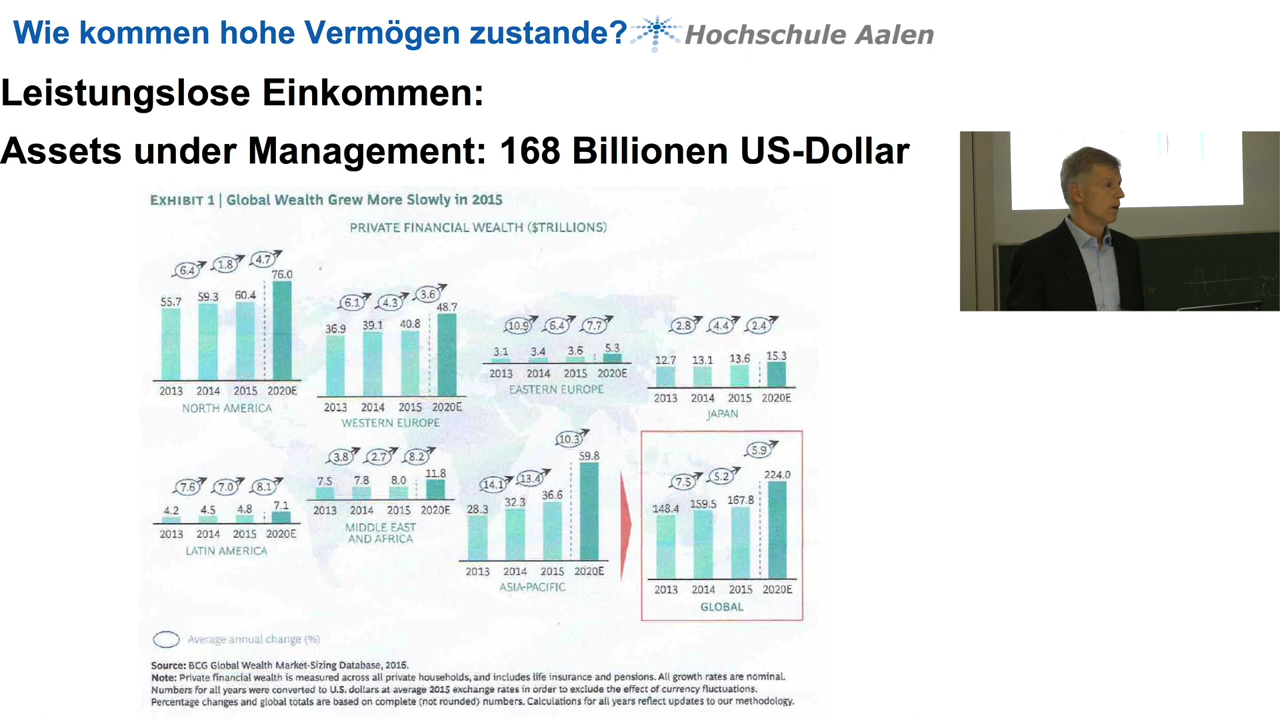 Wie kommen hohe Vermögen zustande?
Hochschule Aalen
Leistungslose Einkommen:
Assets under Management: 168 Billionen US-Dollar
EXHIBIT 1 | Global Wealth Grew More Slowly in 2015
PRIVATE FINANCIAL WEALTH ($TRILLIONS)
6.4 1.8 4.7
55.7 59.3 60.4 76.0
2013 2014 2015 2020E
NORTH AMERICA
6.1 4.3 3.6
36.9 39.1 40.8 48.7
2013 2014 2015 2020E
WESTERN EUROPE
10.9 6.4 7.7
3.1 3.4 3.6 5.3
2013 2014 2015 2020E
EASTERN EUROPE
2.8 4.4 2.4
12.7 13.1 13.6 15.3
2013 2014 2015 2020E
JAPAN
7.6 7.0 8.1
4.2 4.5 4.8 7.1
2013 2014 2015 2020E
LATIN AMERICA
3.8 2.7 8.2
7.5 7.8 8.0 11.8
2013 2014 2015 2020E
MIDDLE EAST
AND AFRICA
14.1 13.4 10.3
28.3 32.3 36.6 59.8
2013 2014 2015 2020E
ASIA-PACIFIC
7.5 5.2 5.9
148.4 159.5 167.8 224.0
2013 2014 2015 2020E
GLOBAL
Average annual change (%)
Source: BCG Global Wealth Market-Sizing Database, 2016.
Note: Private financial wealth is measured across all private households, and includes life insurance and pensions. All growth rates are nominal.
Numbers for all years were converted to U.S. dollars at average 2015 exchange rates in order to exclude the effect of currency fluctuations.
Percentage changes and global totals are based on complete (not rounded) numbers. Calculations for all years reflect updates to our methodology.